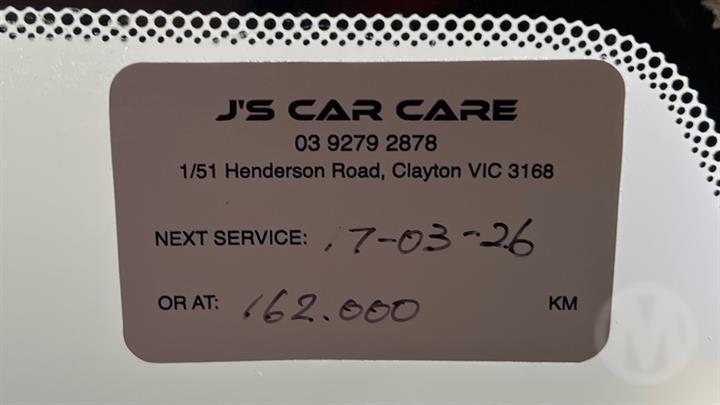 J'S CAR CARE
03 9279 2878
1/51 Henderson Road, Clayton VIC 3168
NEXT SERVICE: 17-03-26
OR AT: 162.000 KM
M